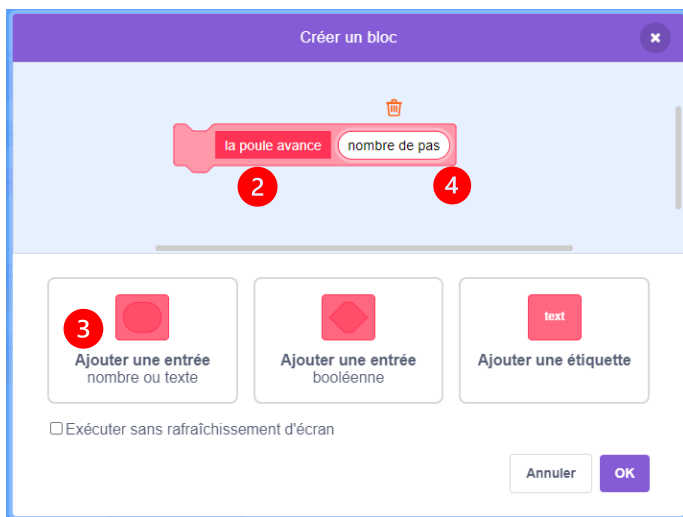 Créer un bloc
la poule avance nombre de pas
2 4
3
text
Ajouter une entrée Ajouter une entrée Ajouter une étiquette
nombre ou texte booléenne
Exécuter sans rafraîchissement d'écran
Annuler OK